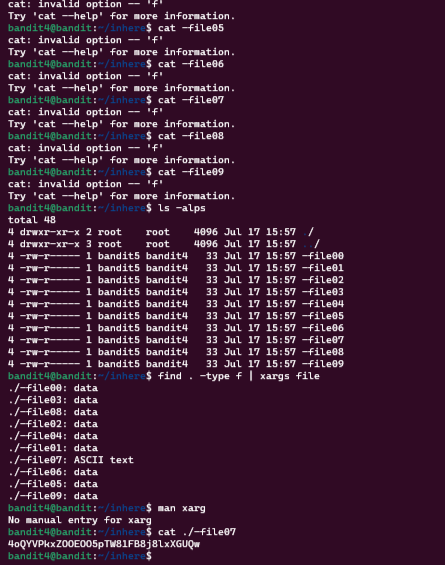 cat: invalid option -- 'f'
Try 'cat --help' for more information.
bandit4@bandit:~/inhere$ cat -file05
cat: invalid option -- 'f'
Try 'cat --help' for more information.
bandit4@bandit:~/inhere$ cat -file06
cat: invalid option -- 'f'
Try 'cat --help' for more information.
bandit4@bandit:~/inhere$ cat -file07
cat: invalid option -- 'f'
Try 'cat --help' for more information.
bandit4@bandit:~/inhere$ cat -file08
cat: invalid option -- 'f'
Try 'cat --help' for more information.
bandit4@bandit:~/inhere$ cat -file09
cat: invalid option -- 'f'
Try 'cat --help' for more information.
bandit4@bandit:~/inhere$ ls -alps
total 48
4 drwxr-xr-x 2 root    root    4096 Jul 17 15:57 ./
4 drwxr-xr-x 3 root    root    4096 Jul 17 15:57 ../
4 -rw-r----- 1 bandit5 bandit4   33 Jul 17 15:57 -file00
4 -rw-r----- 1 bandit5 bandit4   33 Jul 17 15:57 -file01
4 -rw-r----- 1 bandit5 bandit4   33 Jul 17 15:57 -file02
4 -rw-r----- 1 bandit5 bandit4   33 Jul 17 15:57 -file03
4 -rw-r----- 1 bandit5 bandit4   33 Jul 17 15:57 -file04
4 -rw-r----- 1 bandit5 bandit4   33 Jul 17 15:57 -file05
4 -rw-r----- 1 bandit5 bandit4   33 Jul 17 15:57 -file06
4 -rw-r----- 1 bandit5 bandit4   33 Jul 17 15:57 -file07
4 -rw-r----- 1 bandit5 bandit4   33 Jul 17 15:57 -file08
4 -rw-r----- 1 bandit5 bandit4   33 Jul 17 15:57 -file09
bandit4@bandit:~/inhere$ find . -type f | xargs file
./-file00: data
./-file03: data
./-file08: data
./-file02: data
./-file04: data
./-file01: data
./-file07: ASCII text
./-file06: data
./-file05: data
./-file09: data
bandit4@bandit:~/inhere$ man xarg
No manual entry for xarg
bandit4@bandit:~/inhere$ cat ./-file07
4oQYVPkxZOOEOO5pTW81FB8j8lxXGUQw
bandit4@bandit:~/inhere$